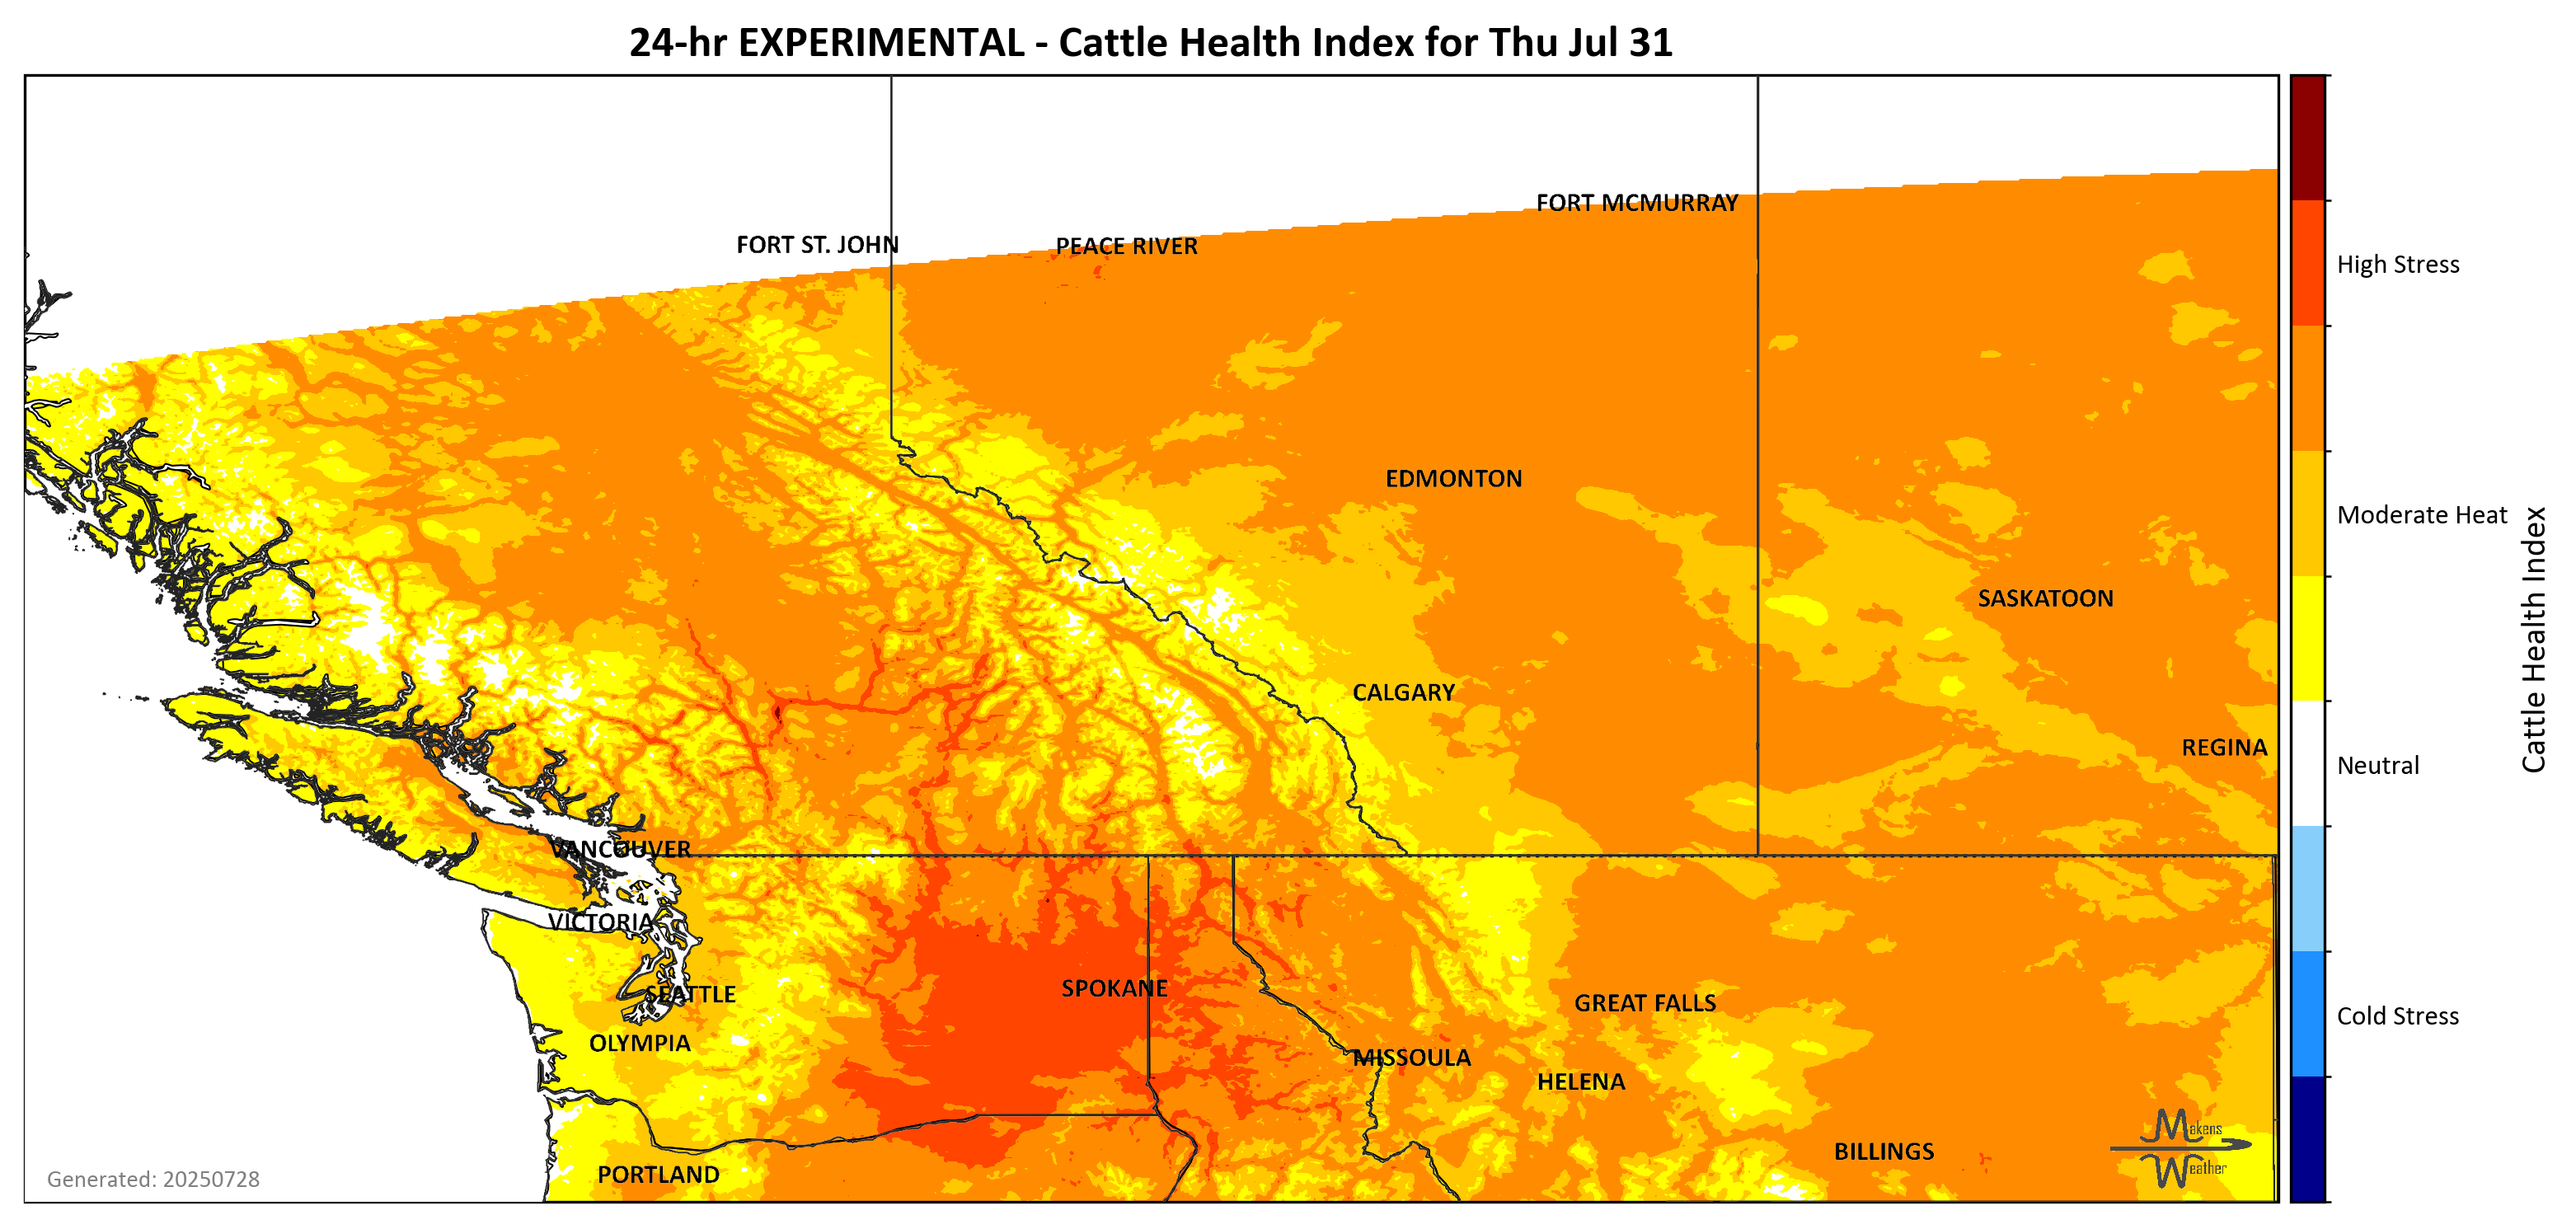 24-hr EXPERIMENTAL - Cattle Health Index for Thu Jul 31
FORT MCMURRAY
FORT ST. JOHN
PEACE RIVER
High Stress
EDMONTON
Moderate Heat
SASKATOON
Cattle Health Index
CALGARY
REGINA
Neutral
VANCOUVER
VICTORIA
SPOKANE
SEATTLE
GREAT FALLS
Cold Stress
OLYMPIA
MISSOULA
HELENA
Makens
Weather
BILLINGS
PORTLAND
Generated: 20250728